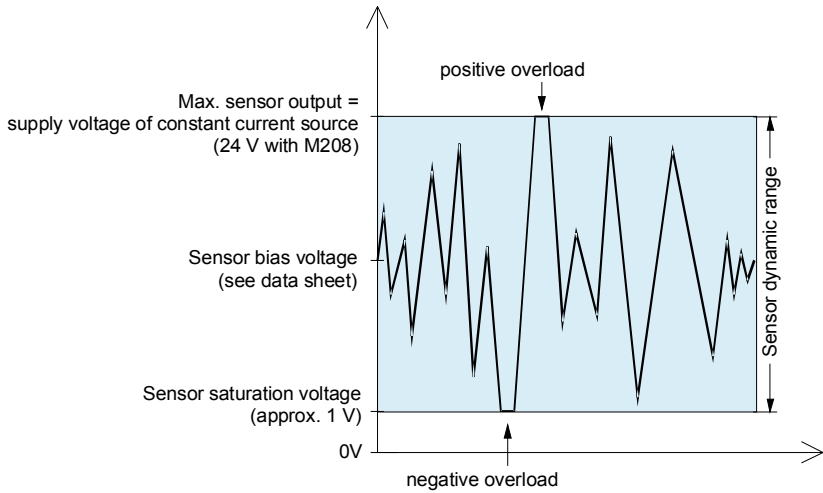 positive overload
Max. sensor output =
supply voltage of constant current source
(24 V with M208)
Sensor dynamic range
Sensor bias voltage
(see data sheet)
Sensor saturation voltage
(approx. 1 V)
0V
negative overload